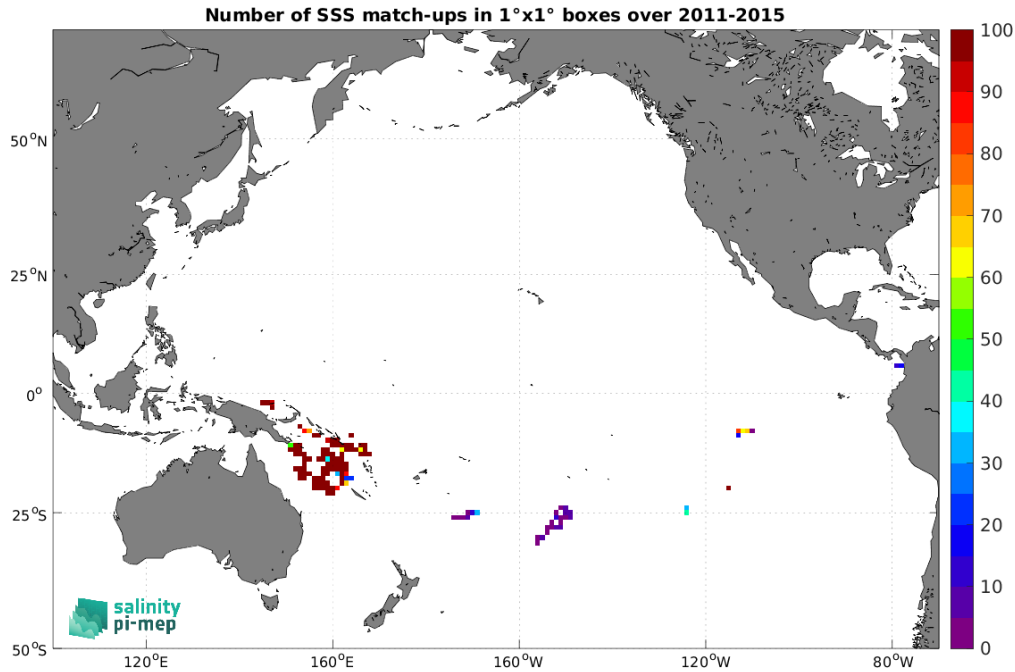 Number of SSS match-ups in 1°x1° boxes over 2011-2015
100
90
80
70
60
50
40
30
20
10
0
50°N
25°N
0°
25°S
50°S
120°E
160°E
160°W
120°W
80°W
salinity
pi-mep